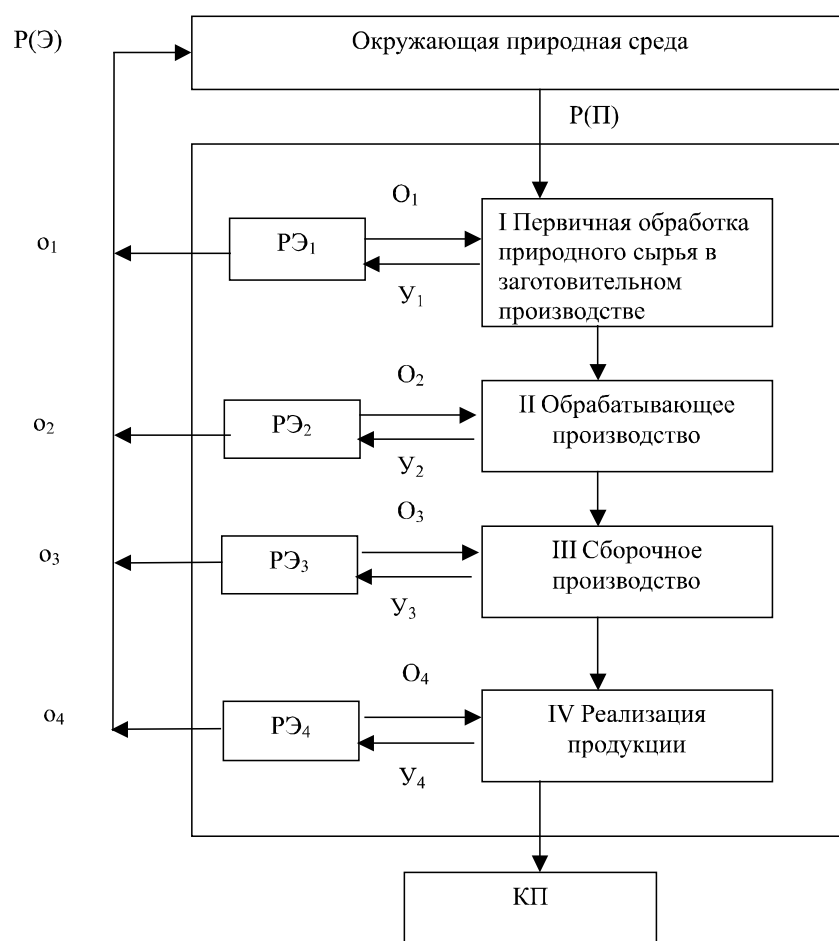 Р(Э)
Окружающая природная среда
Р(П)
О₁
о₁
РЭ₁
I Первичная обработка
природного сырья в
заготовительном
производстве
У₁
О₂
о₂
РЭ₂
II Обрабатывающее
производство
У₂
О₃
о₃
РЭ₃
III Сборочное
производство
У₃
О₄
о₄
РЭ₄
IV Реализация
продукции
У₄
КП